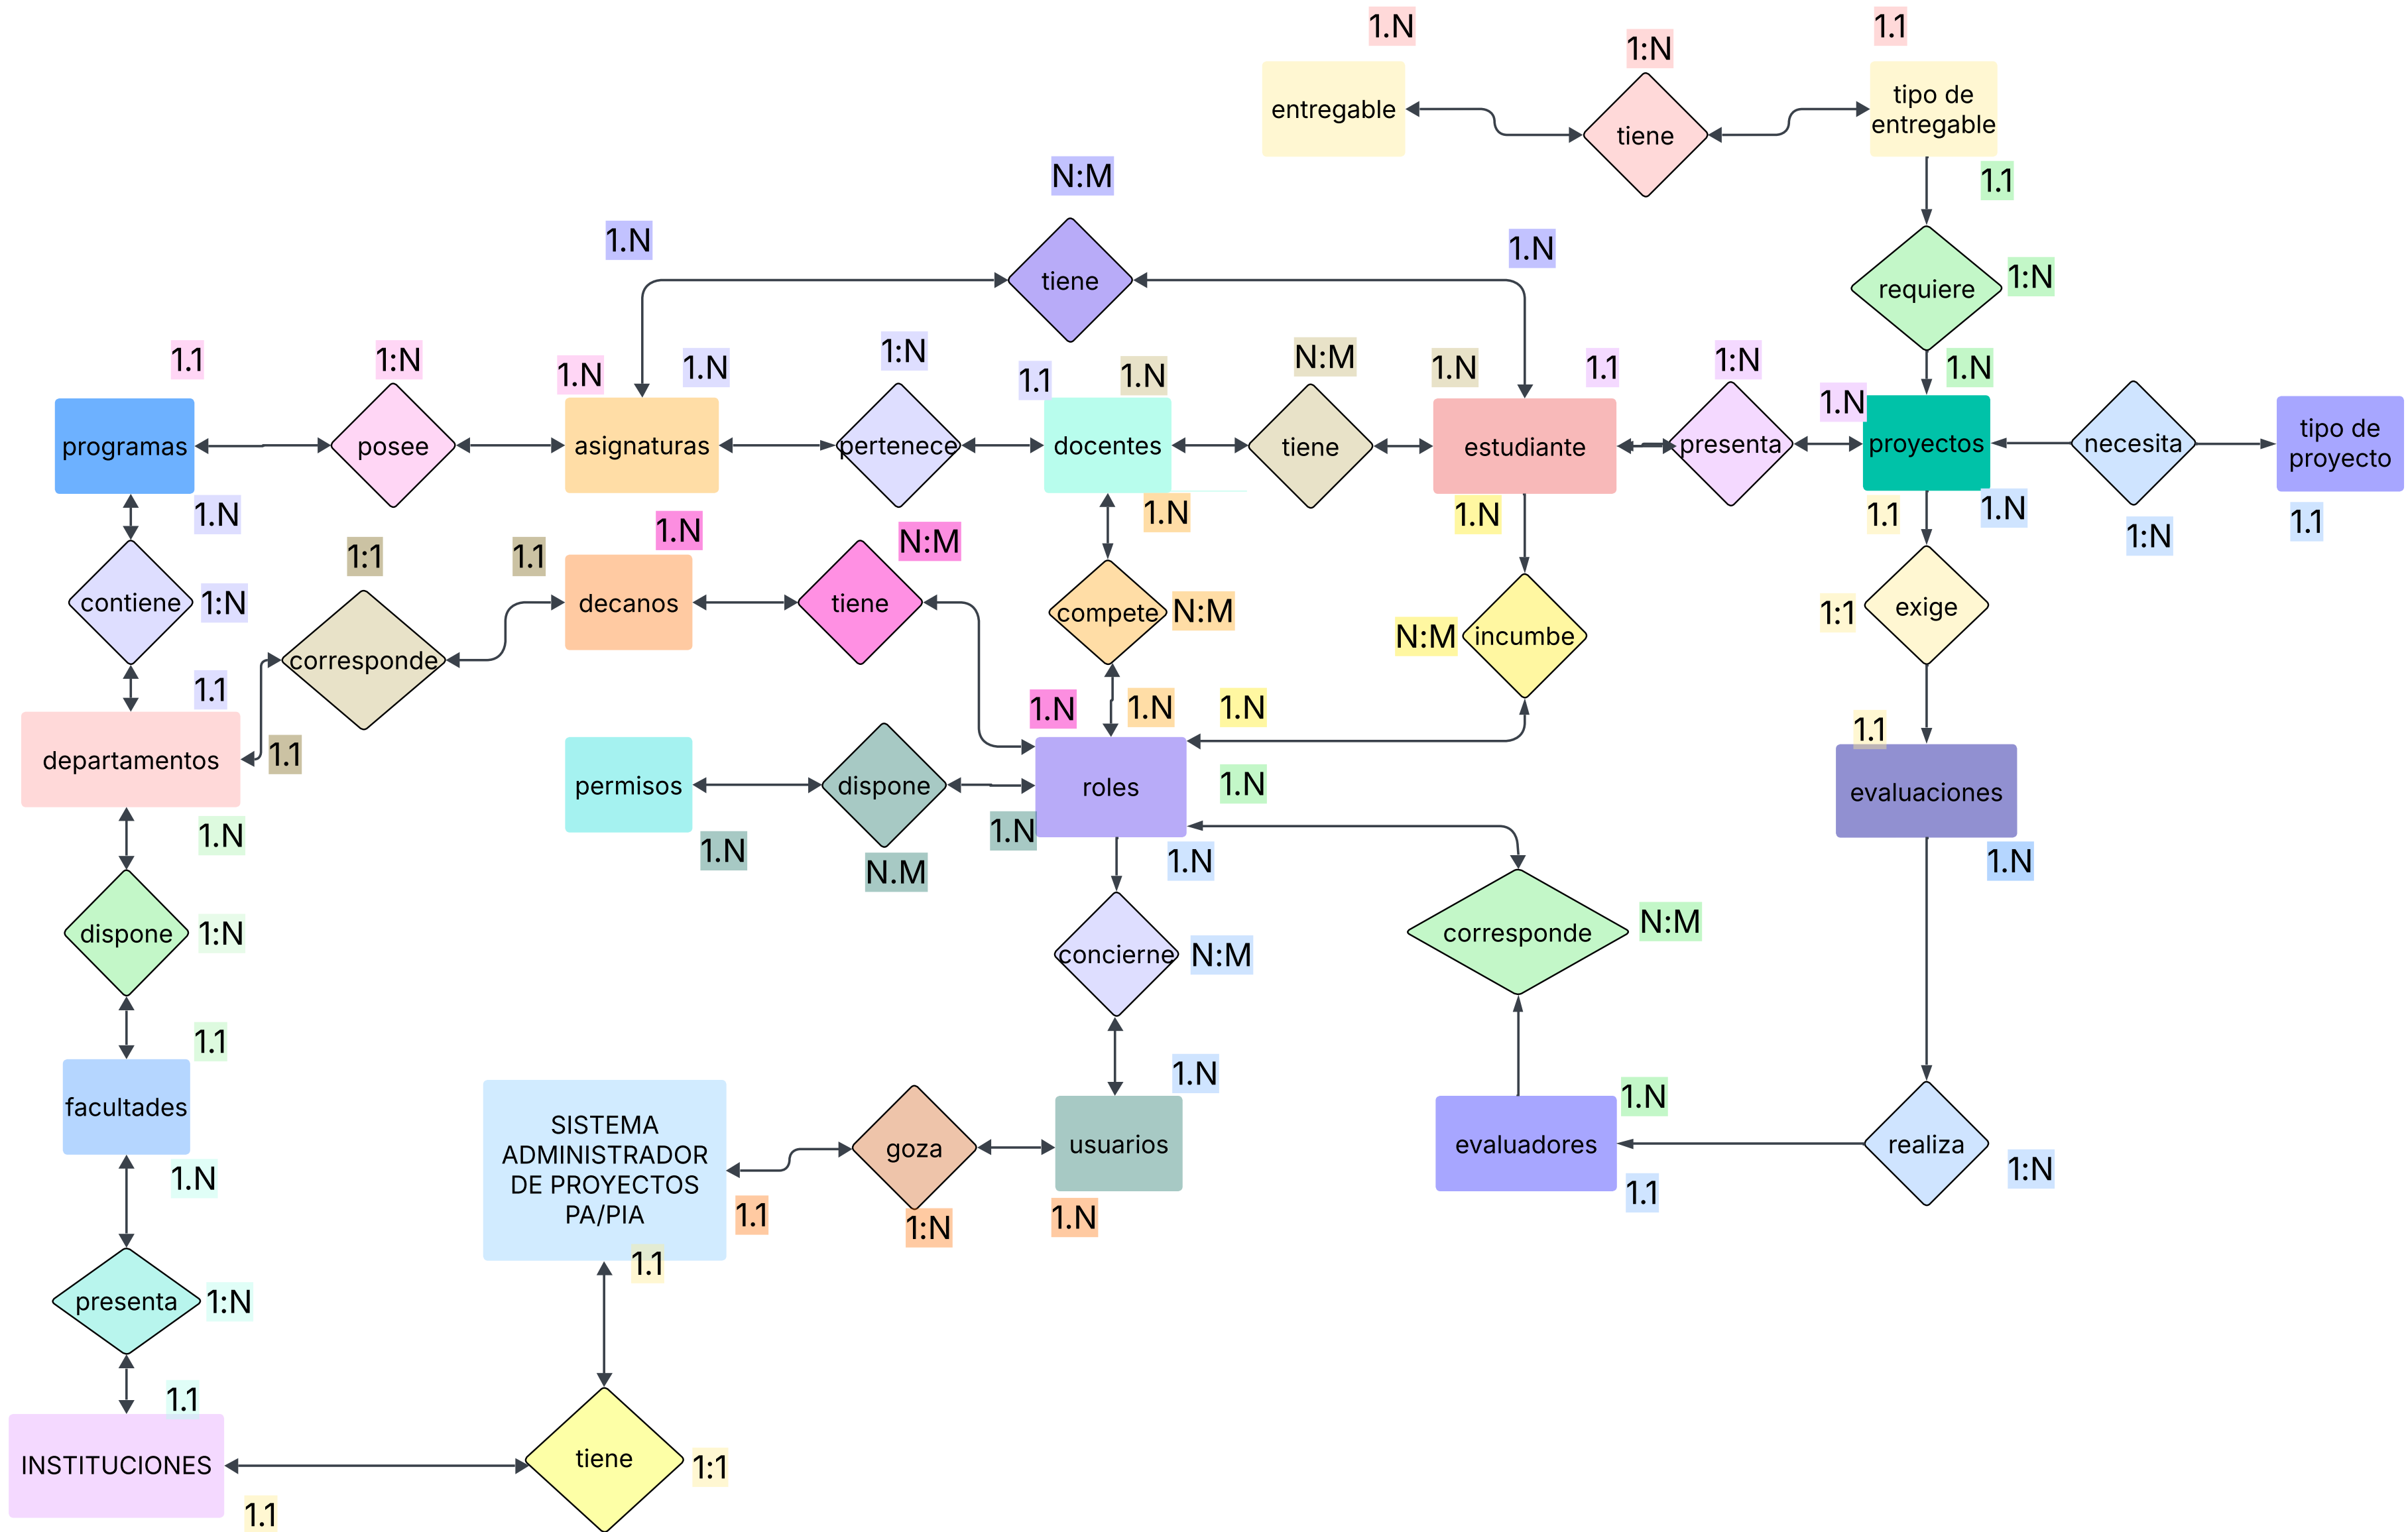 1.N
1:N
1.1
entregable
tiene
tipo de
entregable
N:M
1.1
1.N
1.N
tiene
requiere
1:N
1.1
1:N
1.N
1.N
1:N
1.1
1.N
N:M
1.N
1.1
1:N
1.N
1.N
programas
posee
asignaturas
pertenece
docentes
tiene
estudiante
presenta
proyectos
necesita
tipo de
proyecto
1.N
1:1
1.1
1.N
N:M
1.N
1.N
1.1
1.N
1:N
1.1
contiene
1:N
corresponde
decanos
tiene
compete
N:M
N:M
incumbe
1:1
exige
1.1
1.1
1.N
1.N
1.N
1.1
departamentos
permisos
dispone
roles
1.N
evaluaciones
1.N
1.N
N.M
1.N
1.N
1.N
dispone
1:N
concierne
N:M
corresponde
N:M
1.1
facultades
1.N
1.N
SISTEMA
ADMINISTRADOR
DE PROYECTOS
PA/PIA
goza
usuarios
evaluadores
realiza
1:N
1.N
1.1
1:N
1.N
1.1
1.1
presenta
1:N
1.1
INSTITUCIONES
tiene
1:1
1.1